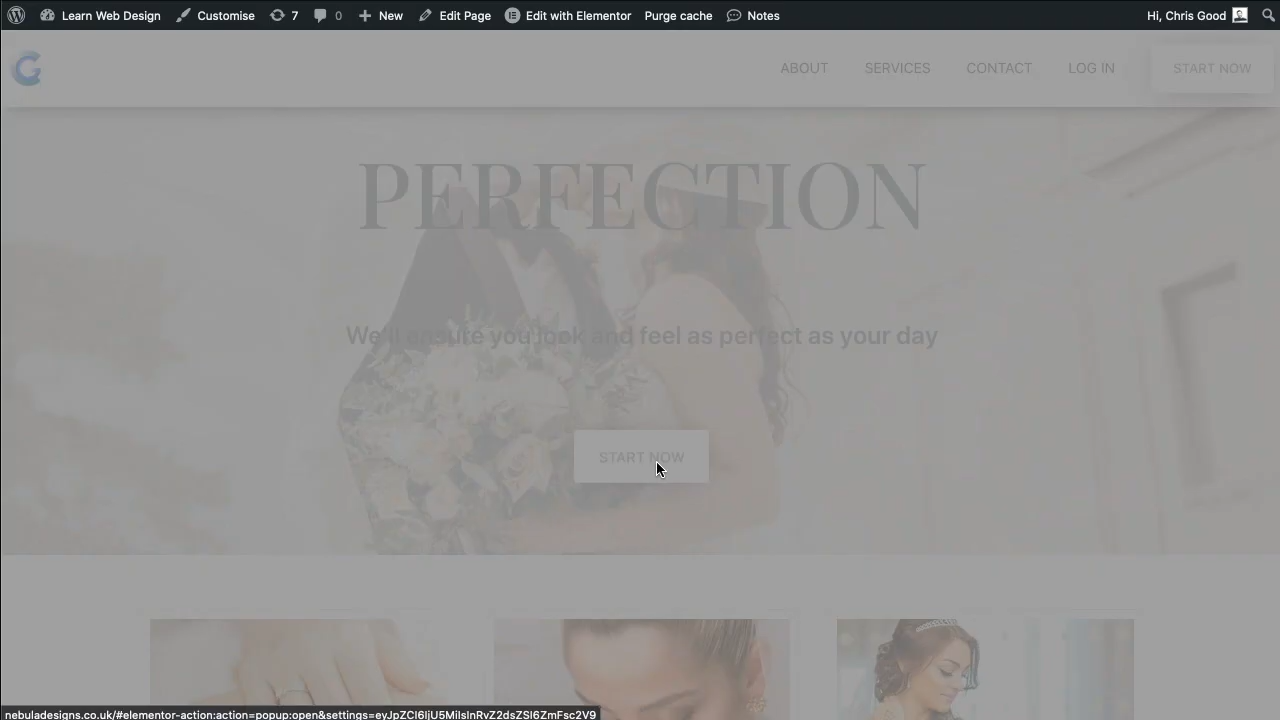 Learn Web Design Customise 7 0 New Edit Page Edit with Elementor Purge cache Notes Hi, Chris Good
G
ABOUT SERVICES CONTACT LOG IN START NOW
PERFECTION
We'll ensure you look and feel as perfect as your day
START NOW
nebuladesigns.co.uk/#elementor-action:action=popup:open&settings=eyJpZCI6IjU5MiIsInRvZ2dsZSI6ZmFsc2V9